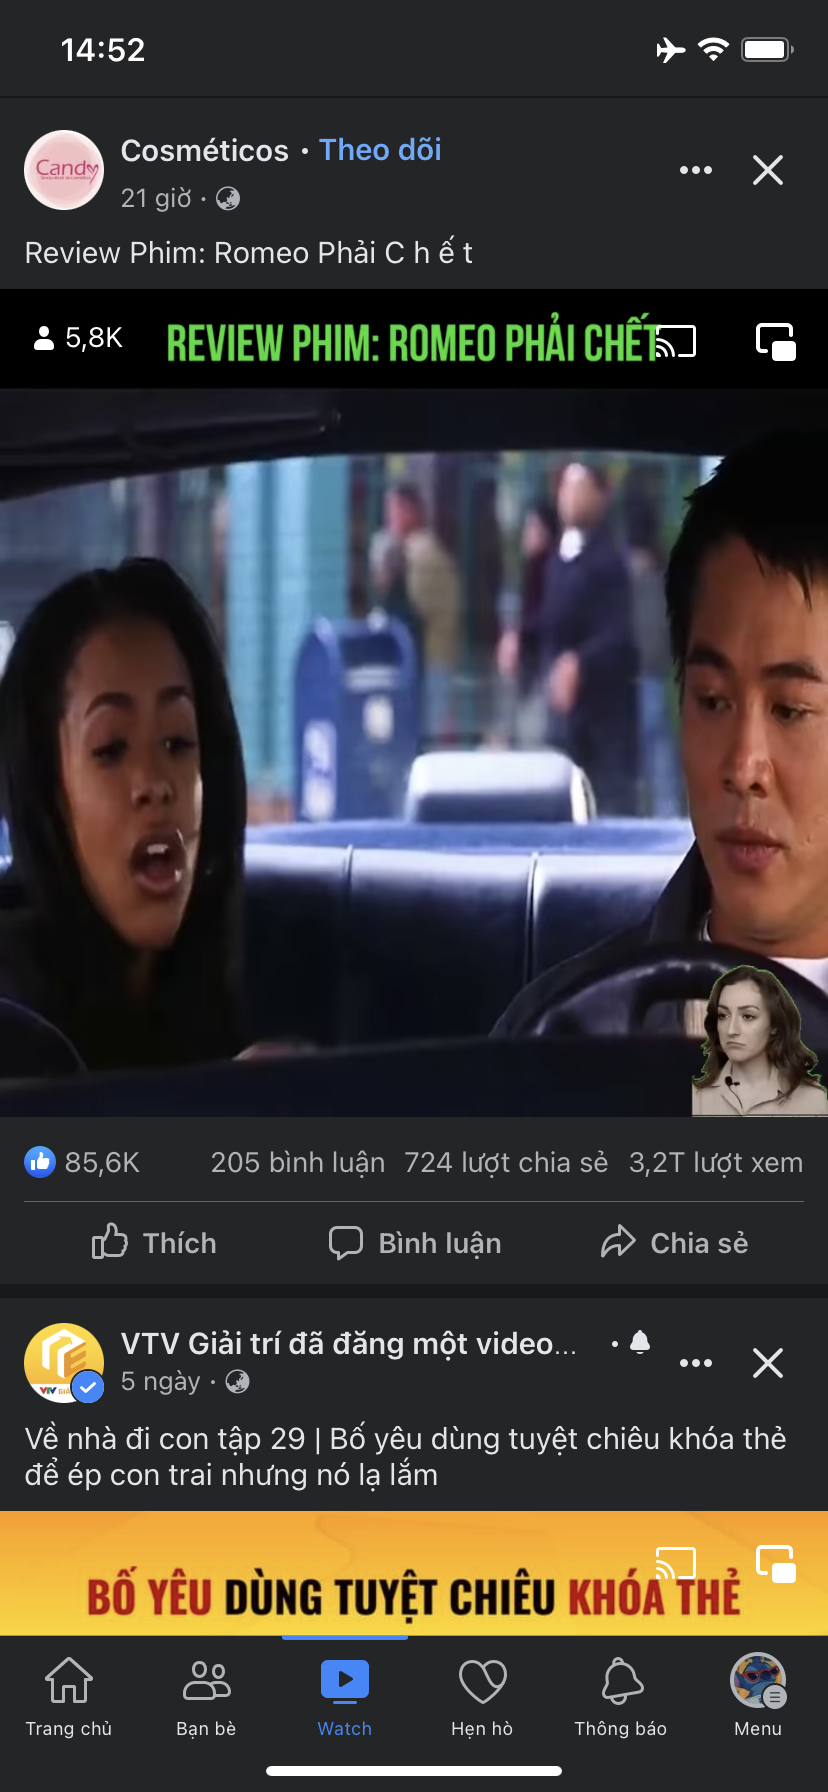 14:52
Candy
Cosméticos · Theo dõi
21 giờ ·
Review Phim: Romeo Phải C h ế t
5,8K
REVIEW PHIM: ROMEO PHẢI CHẾT
85,6K 205 bình luận 724 lượt chia sẻ 3,2T lượt xem
Thích Bình luận Chia sẻ
VTV Giải trí đã đăng một video... ·
5 ngày ·
VTV GIẢ
Về nhà đi con tập 29 | Bố yêu dùng tuyệt chiêu khóa thẻ
để ép con trai nhưng nó lạ lắm
BỐ YÊU DÙNG TUYỆT CHIÊU KHÓA THẺ
Trang chủ Bạn bè Watch Hẹn hò Thông báo Menu